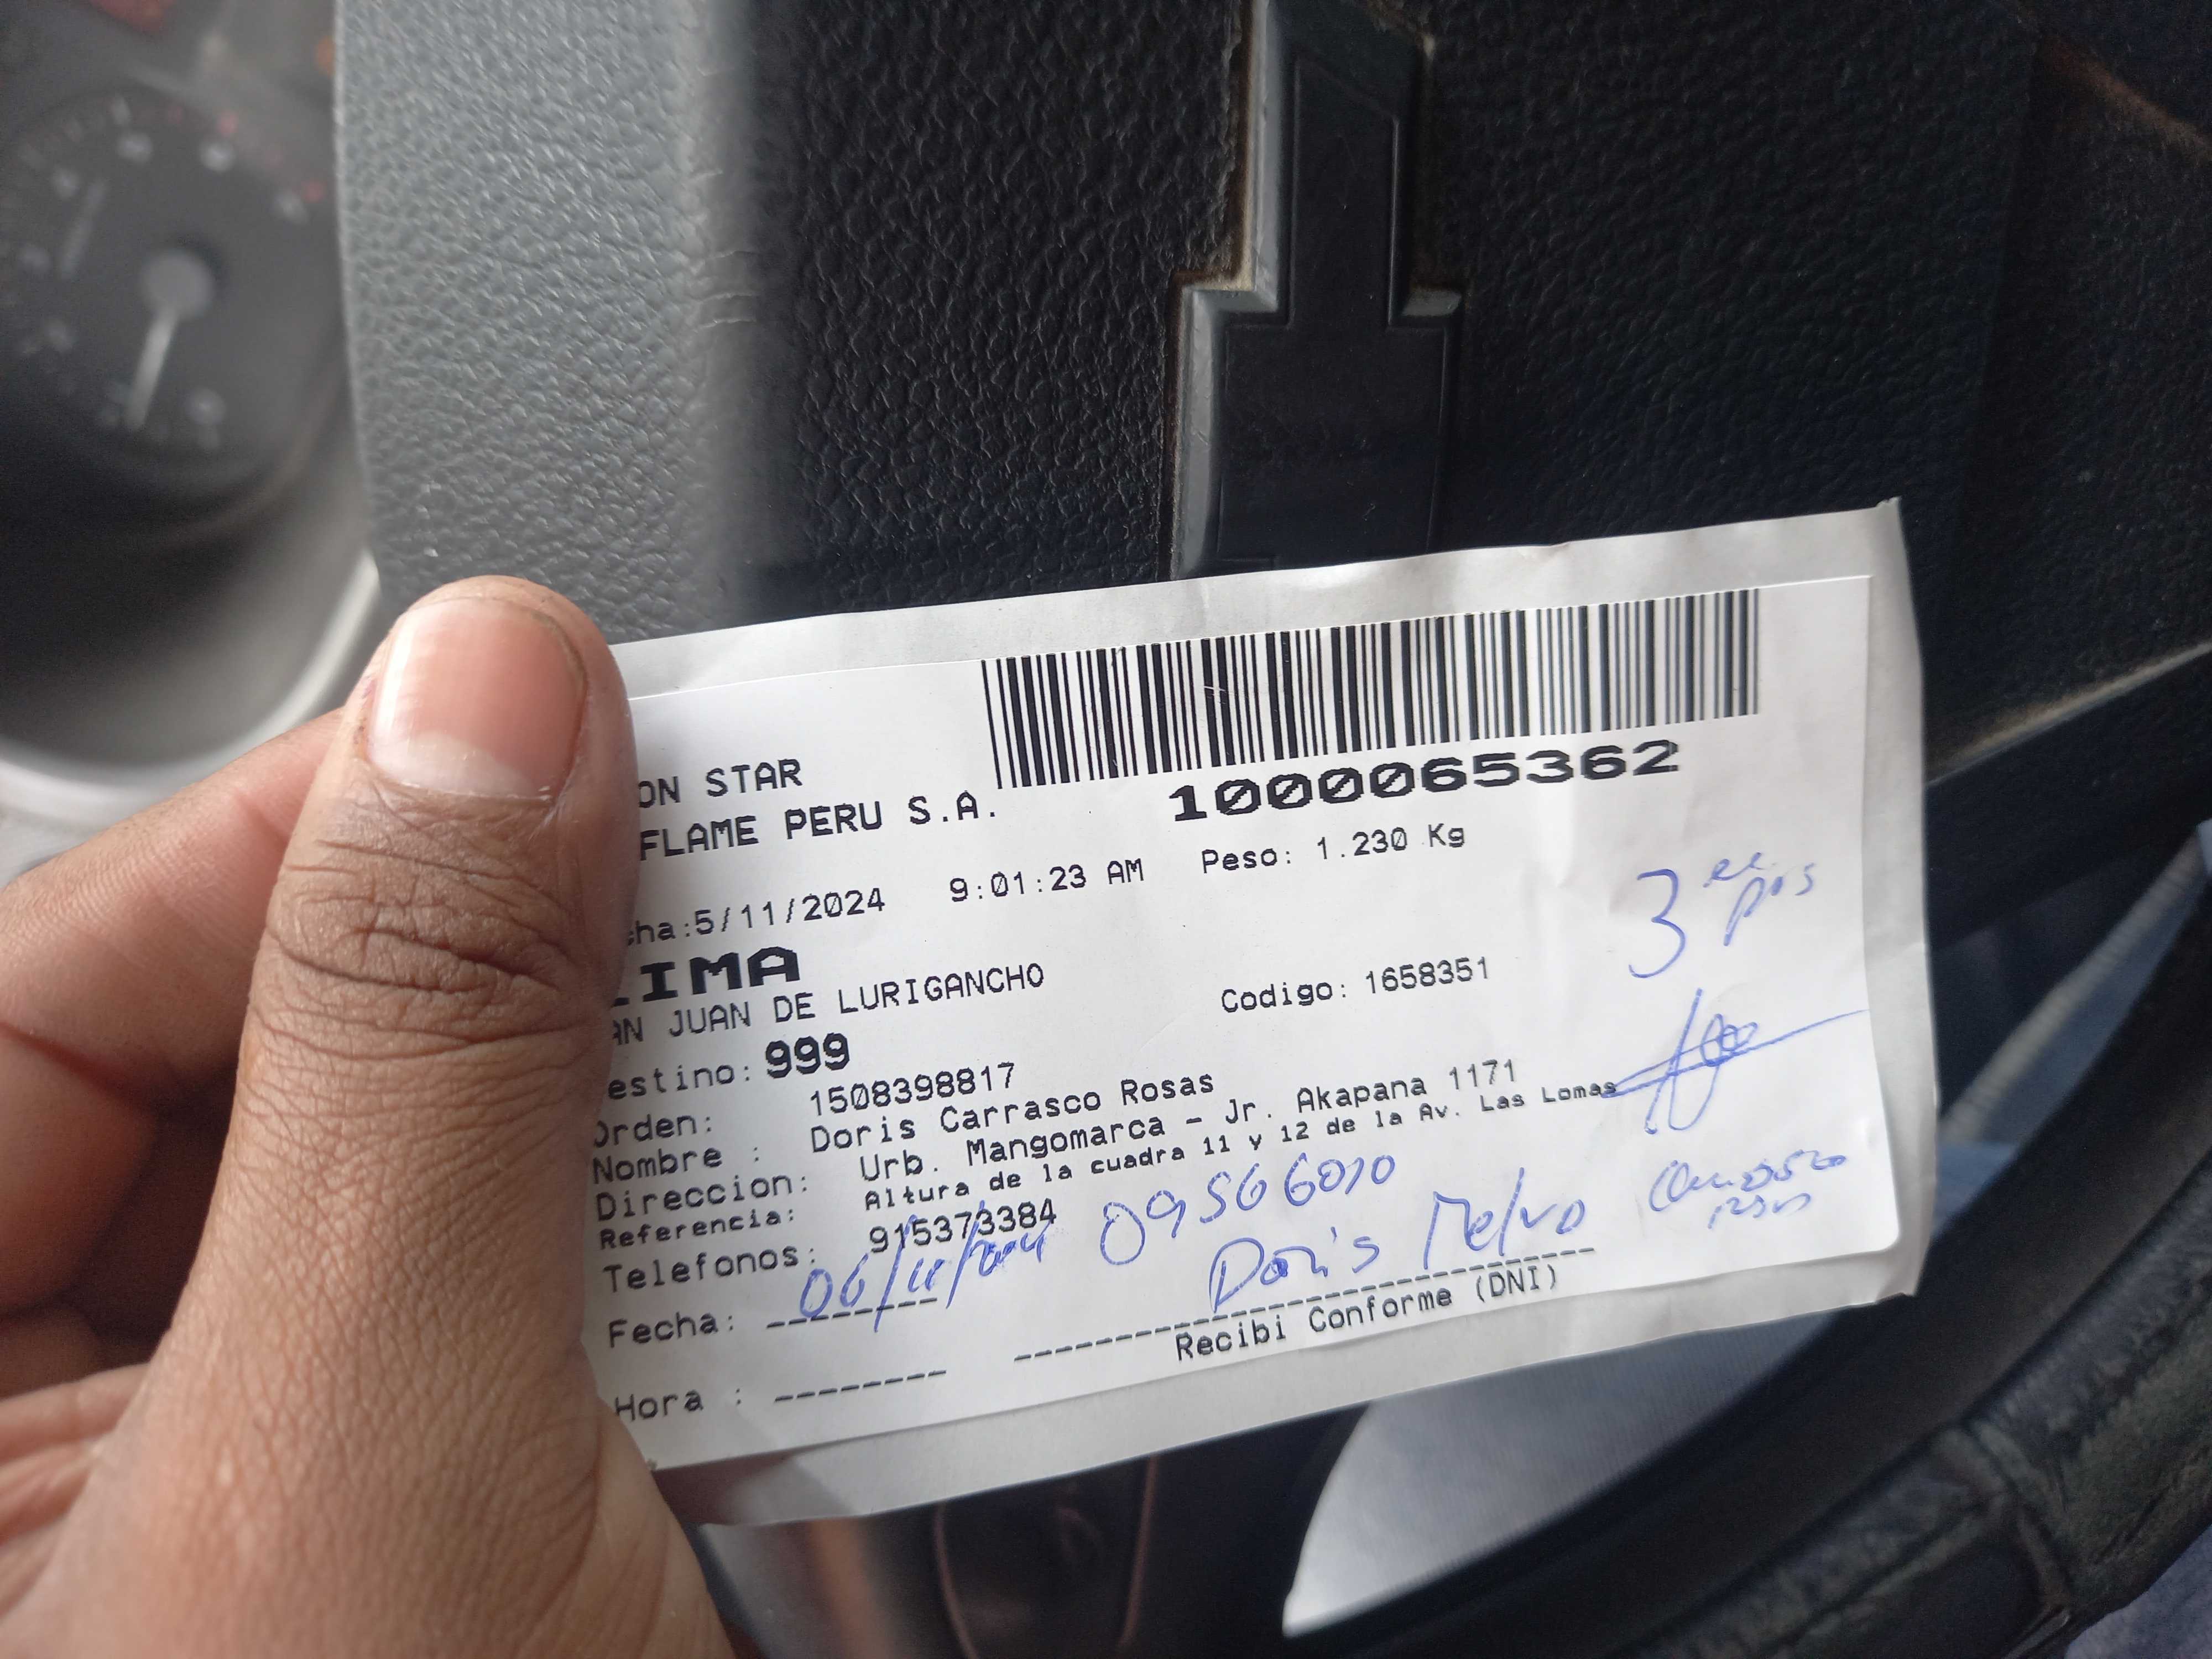 ON STAR
FLAME PERU S.A.
1000065362
cha:5/11/2024 9:01:23 AM Peso: 1.230 Kg
LIMA
AN JUAN DE LURIGANCHO Codigo: 1658351
3 er piso
estino: 999
Orden: 1508398817
Nombre : Doris Carrasco Rosas
Direccion: Urb. Mangomarca - Jr. Akapana 1171
Referencia: Altura de la cuadra 11 y 12 de la Av. Las Lomas
Telefonos: 915373384
09566010
Fecha: 06/11/2024
Doris
Recibi Conforme (DNI)
Hora :